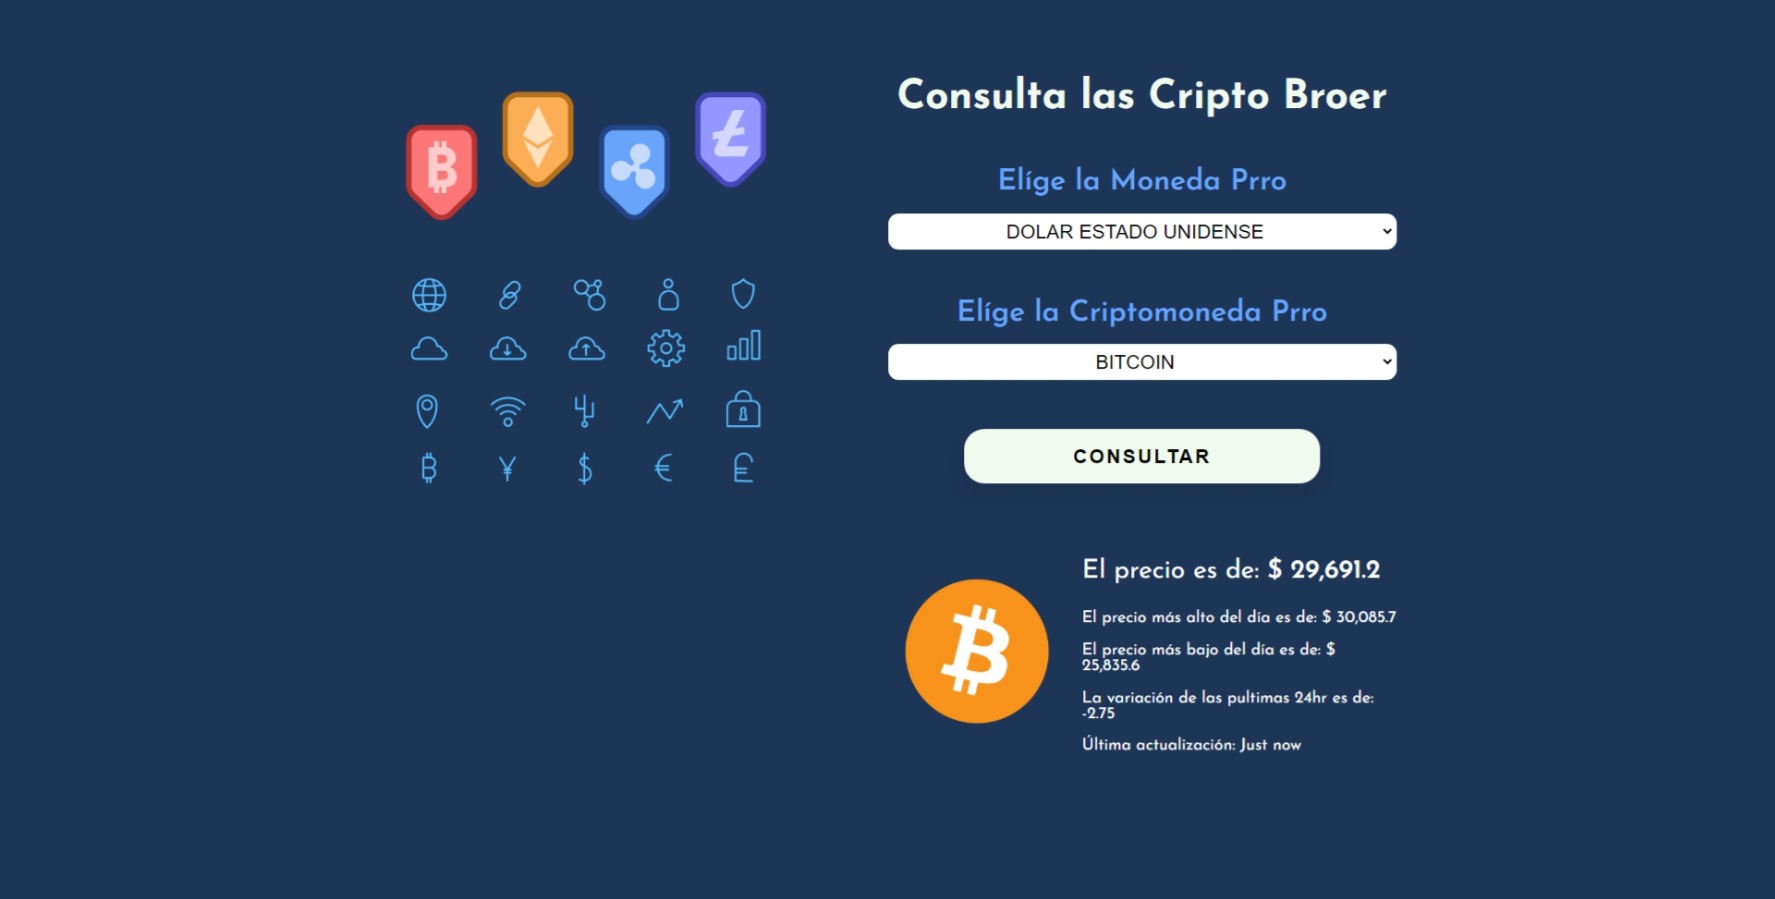 Consulta las Cripto Broer
Elíge la Moneda Prro
DOLAR ESTADO UNIDENSE
Elíge la Criptomoneda Prro
BITCOIN
CONSULTAR
El precio es de: $ 29,691.2
El precio más alto del día es de: $ 30,085.7
El precio más bajo del día es de: $
25,835.6
La variación de las pultimas 24hr es de:
-2.75
Última actualización: Just now